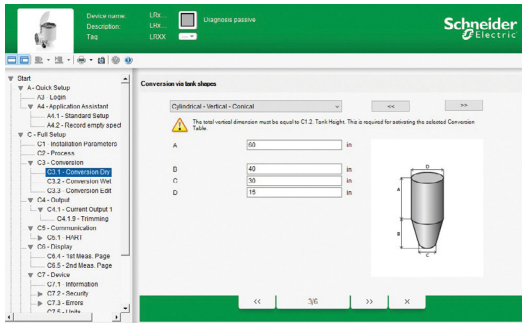 Device name: LRx...
Description: LRx...
Tag: LRXX
Diagnosis passive
Schneider
Electric
Start
A - Quick Setup
A3 - Login
A4 - Application Assistant
A4.1 - Standard Setup
A4.2 - Record empty spect
C - Full Setup
C1 - Installation Parameters
C2 - Process
C3 - Conversion
C3.1 - Conversion Dry
C3.2 - Conversion Wet
C3.3 - Conversion Edit
C4 - Output
C4.1 - Current Output 1
C4.1.9 - Trimming
C5 - Communication
C5.1 - HART
C6 - Display
C6.4 - 1st Meas. Page
C6.5 - 2nd Meas. Page
C7 - Device
C7.1 - Information
C7.2 - Security
C7.3 - Errors
C7.5 - Units
Conversion via tank shapes
Cylindrical - Vertical - Conical
<< >>
The total vertical dimension must be equal to C1.2. Tank Height. This is required for activating the selected Conversion
Table.
A 60 in
B 40 in
C 30 in
D 15 in
D
A
B
C
<< 3/6 >> ×